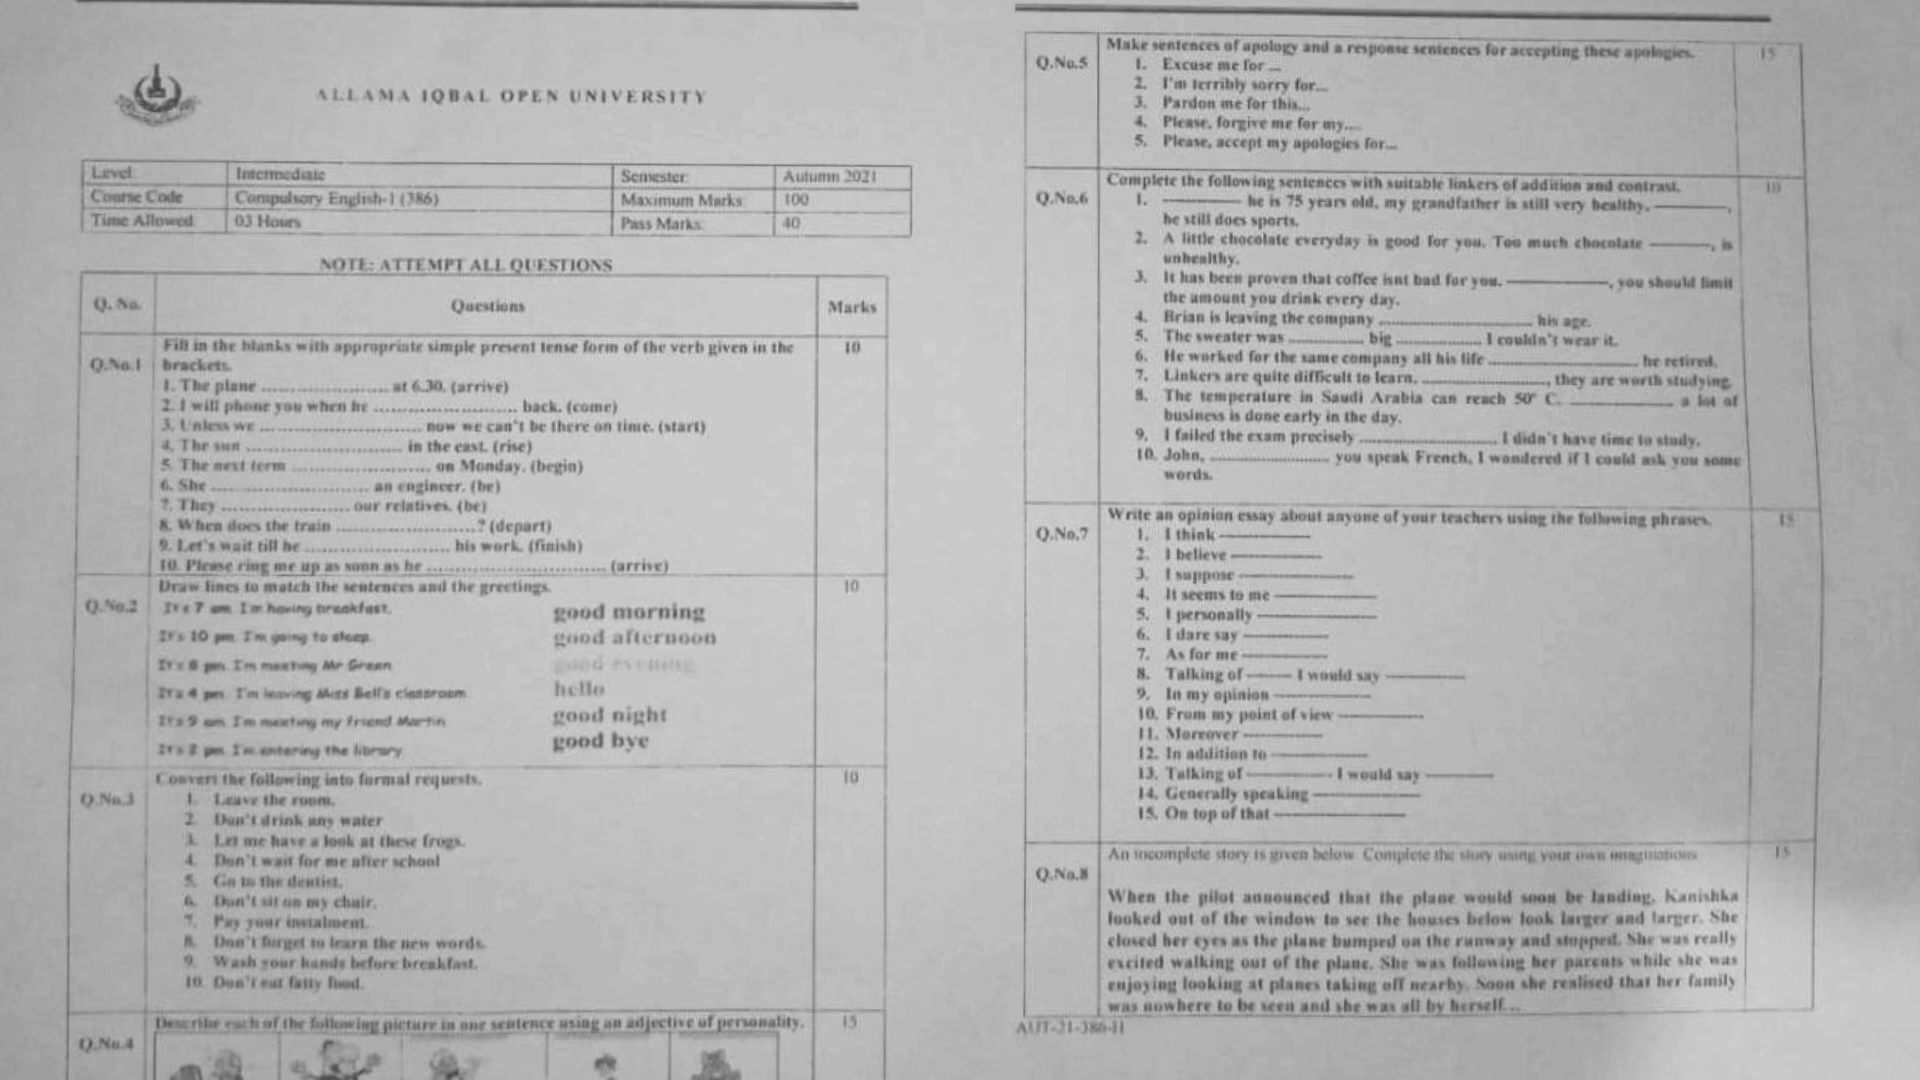 ALLAMA IQBAL OPEN UNIVERSITY
Level: Intermediate Semester: Autumn 2021
Course Code Compulsory English-1 (386) Maximum Marks: 100
Time Allowed 03 Hours Pass Marks: 40
NOTE: ATTEMPT ALL QUESTIONS
Q. No. Questions Marks
Q.No.1 Fill in the blanks with appropriate simple present tense form of the verb given in the 10
brackets.
1. The plane ........................ at 6.30. (arrive)
2. I will phone you when he ........................ back. (come)
3. Unless we ........................ now we can't be there on time. (start)
4. The sun ........................ in the east. (rise)
5. The next term ........................ on Monday. (begin)
6. She ........................ an engineer. (be)
7. They ........................ our relatives. (be)
8. When does the train ........................? (depart)
9. Let's wait till he ........................ his work. (finish)
10. Please ring me up as soon as he ........................ (arrive)
Q.No.2 Draw lines to match the sentences and the greetings. 10
It's 7 am. I'm having breakfast. good morning
It's 10 pm. I'm going to sleep. good afternoon
It's 8 pm. I'm meeting Mr Green good evening
It's 4 pm. I'm leaving Miss Bell's classroom hello
It's 9 am. I'm meeting my friend Martin good night
It's 2 pm. I'm entering the library good bye
Q.No.3 Convert the following into formal requests. 10
1. Leave the room.
2. Don't drink any water
3. Let me have a look at these frogs.
4. Don't wait for me after school
5. Go to the dentist.
6. Don't sit on my chair.
7. Pay your instalment.
8. Don't forget to learn the new words.
9. Wash your hands before breakfast.
10. Don't eat fatty food.
Q.No.4 Describe each of the following picture in one sentence using an adjective of personality. 15
Q.No.5 Make sentences of apology and a response sentences for accepting these apologies. 15
1. Excuse me for ...
2. I'm terribly sorry for...
3. Pardon me for this...
4. Please, forgive me for my....
5. Please, accept my apologies for...
Q.No.6 Complete the following sentences with suitable linkers of addition and contrast. 10
1. ———— he is 75 years old, my grandfather is still very healthy. ————,
he still does sports.
2. A little chocolate everyday is good for you. Too much chocolate ————, is
unhealthy.
3. It has been proven that coffee isnt bad for you. ————, you should limit
the amount you drink every day.
4. Brian is leaving the company ........................ his age.
5. The sweater was ............ big ............ I couldn't wear it.
6. He worked for the same company all his life ........................ he retired.
7. Linkers are quite difficult to learn. ........................, they are worth studying.
8. The temperature in Saudi Arabia can reach 50° C. ................ a lot of
business is done early in the day.
9. I failed the exam precisely ........................ I didn't have time to study.
10. John, ........................ you speak French, I wondered if I could ask you some
words.
Q.No.7 Write an opinion essay about anyone of your teachers using the following phrases. 15
1. I think ————
2. I believe ————
3. I suppose ————
4. It seems to me ————
5. I personally ————
6. I dare say ————
7. As for me ————
8. Talking of ——— I would say ————
9. In my opinion ————
10. From my point of view ————
11. Moreover ————
12. In addition to ————
13. Talking of ———— I would say ————
14. Generally speaking ————
15. On top of that ————
Q.No.8 An incomplete story is given below. Complete the story using your own imaginations 15
When the pilot announced that the plane would soon be landing, Kanishka
looked out of the window to see the houses below look larger and larger. She
closed her eyes as the plane bumped on the runway and stopped. She was really
excited walking out of the plane. She was following her parents while she was
enjoying looking at planes taking off nearby. Soon she realised that her family
was nowhere to be seen and she was all by herself...
AUT-21-386-II